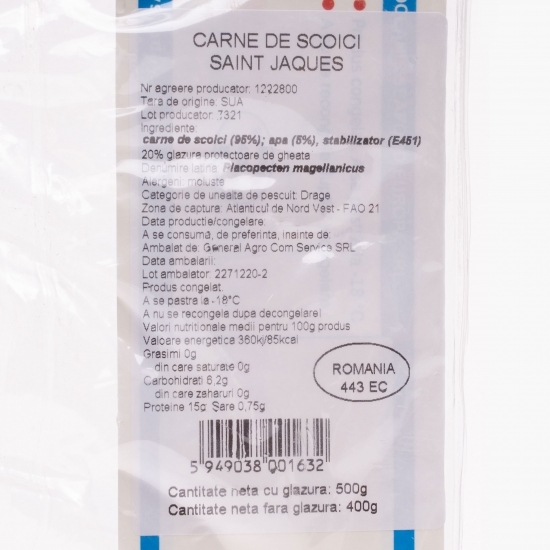 CARNE DE SCOICI
SAINT JAQUES
Nr agreere producator: 1222800
Tara de origine: SUA
Lot producator: 7321
Ingrediente:
carne de scoici (95%); apa (5%), stabilizator (E451)
20% glazure protectoare de gheata
Denumire latina: Placopecten magellanicus
Alergeni: moluste
Categorie de unealta de pescuit: Drage
Zona de captura: Atlanticul de Nord Vest - FAO 21
Data productie/congelare:
A se consuma, de preferinta, inainte de:
Ambalat de: General Agro Com Service SRL
Data ambalarii:
Lot ambalator: 2271220-2
Produs congelat.
A se pastra la -18°C
A nu se recongela dupa decongelare!
Valori nutritionale medii pentru 100g produs
Valoare energetica 360kj/85kcal
Grasimi 0g
din care saturate 0g
Carbohidrati 6,2g
din care zaharuri 0g
Proteine 15g Sare 0,75g
ROMANIA
443 EC
5 949038 001632
Cantitate neta cu glazura: 500g
Cantitate neta fara glazura: 400g